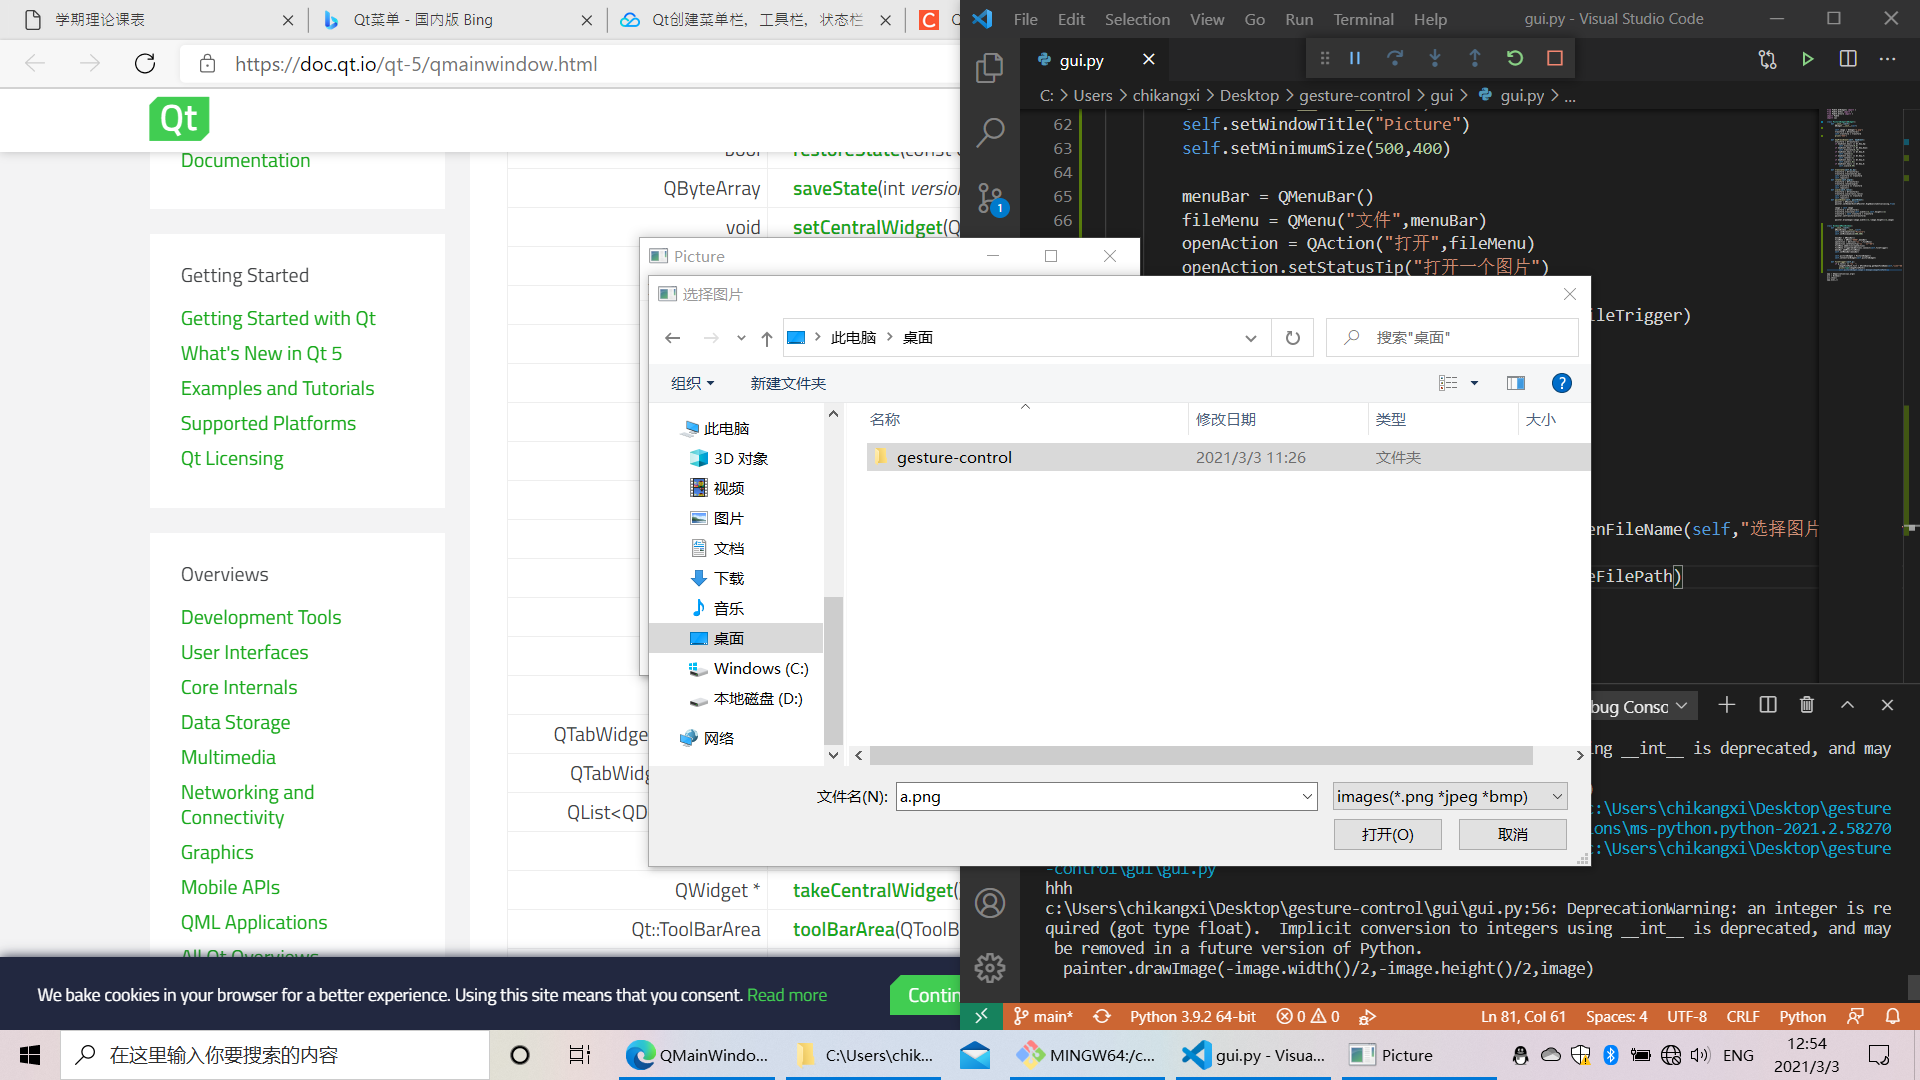 学期理论课表
Qt菜单 - 国内版 Bing
Qt创建菜单栏，工具栏，状态栏
https://doc.qt.io/qt-5/qmainwindow.html
Qt
Documentation
Getting Started
Getting Started with Qt
What's New in Qt 5
Examples and Tutorials
Supported Platforms
Qt Licensing
Overviews
Development Tools
User Interfaces
Core Internals
Data Storage
Multimedia
Networking and
Connectivity
Graphics
Mobile APIs
QML Applications
All Qt Overviews
QByteArray saveState(int version
void setCentralWidget(Q
QTabWidge
QTabWidg
QList<QD
QWidget * takeCentralWidget(
Qt::ToolBarArea toolBarArea(QToolB
We bake cookies in your browser for a better experience. Using this site means that you consent. Read more
Contin
File Edit Selection View Go Run Terminal Help
gui.py - Visual Studio Code
gui.py
C: > Users > chikangxi > Desktop > gesture-control > gui > gui.py > ...
62 self.setWindowTitle("Picture")
63 self.setMinimumSize(500,400)
64
65 menuBar = QMenuBar()
66 fileMenu = QMenu("文件",menuBar)
openAction = QAction("打开",fileMenu)
openAction.setStatusTip("打开一个图片")
ileTrigger)
enFileName(self,"选择图片
eFilePath)
1
Picture
选择图片
此电脑 > 桌面
搜索"桌面"
组织
新建文件夹
此电脑
3D 对象
视频
图片
文档
下载
音乐
桌面
Windows (C:)
本地磁盘 (D:)
网络
名称 修改日期 类型 大小
gesture-control 2021/3/3 11:26 文件夹
文件名(N): a.png
images(*.png *jpeg *bmp)
打开(O)
取消
bug Conso
ng __int__ is deprecated, and may
:\Users\chikangxi\Desktop\gesture
ons\ms-python.python-2021.2.58270
:\Users\chikangxi\Desktop\gesture
-control\gui\gui.py
hhh
c:\Users\chikangxi\Desktop\gesture-control\gui\gui.py:56: DeprecationWarning: an integer is re
quired (got type float).  Implicit conversion to integers using __int__ is deprecated, and may
be removed in a future version of Python.
painter.drawImage(-image.width()/2,-image.height()/2,image)
main* Python 3.9.2 64-bit 0 0 Ln 81, Col 61 Spaces: 4 UTF-8 CRLF Python
在这里输入你要搜索的内容
QMainWindo...
C:\Users\chik...
MINGW64:/c...
gui.py - Visua...
Picture
ENG
12:54
2021/3/3